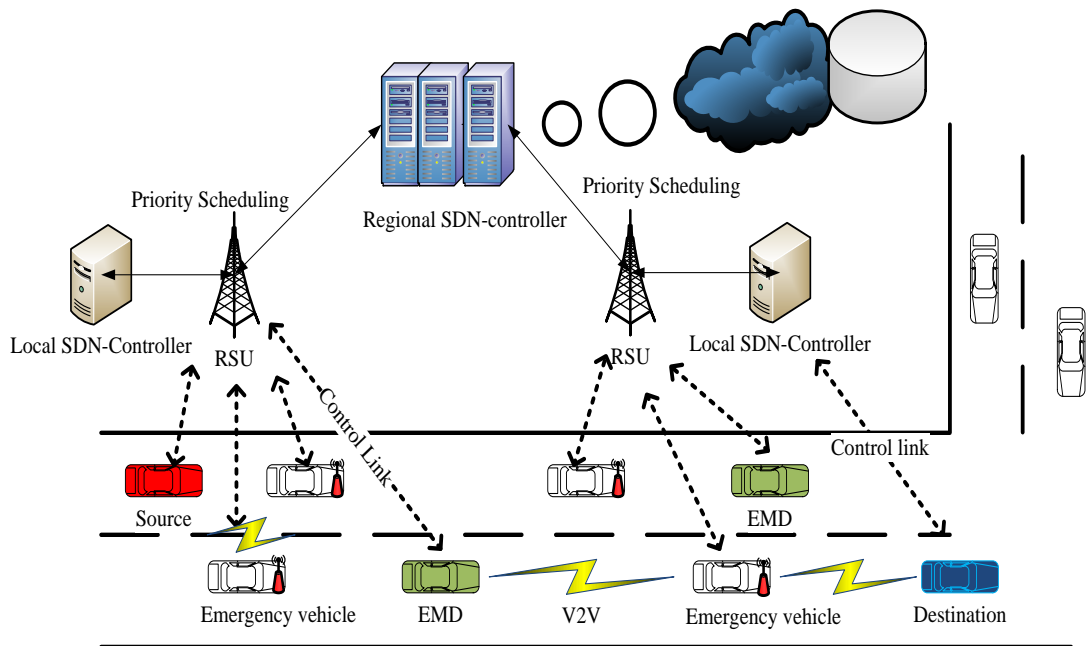 Priority Scheduling
Priority Scheduling
Regional SDN-controller
Local SDN-Controller
RSU
RSU
Local SDN-Controller
Control Link
Control link
Source
EMD
Emergency vehicle
EMD
V2V
Emergency vehicle
Destination